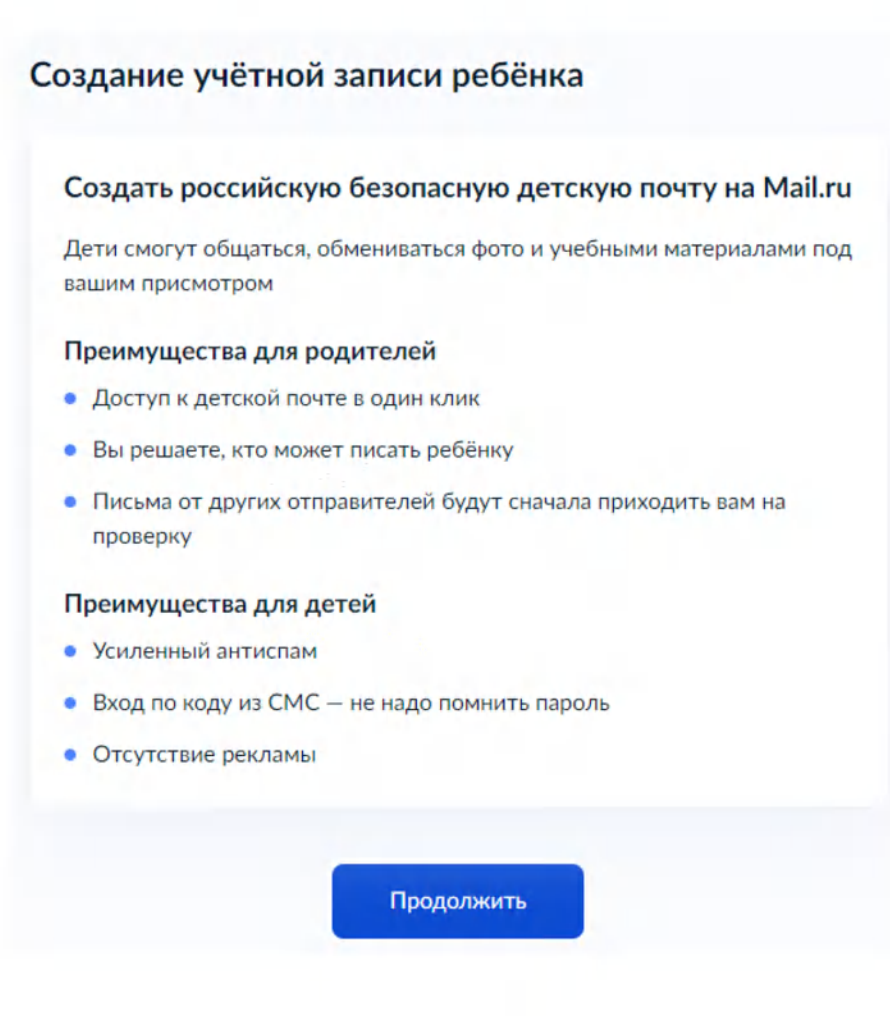 Создание учётной записи ребёнка
Создать российскую безопасную детскую почту на Mail.ru
Дети смогут общаться, обмениваться фото и учебными материалами под
вашим присмотром
Преимущества для родителей
Доступ к детской почте в один клик
Вы решаете, кто может писать ребёнку
Письма от других отправителей будут сначала приходить вам на
проверку
Преимущества для детей
Усиленный антиспам
Вход по коду из СМС — не надо помнить пароль
Отсутствие рекламы
Продолжить